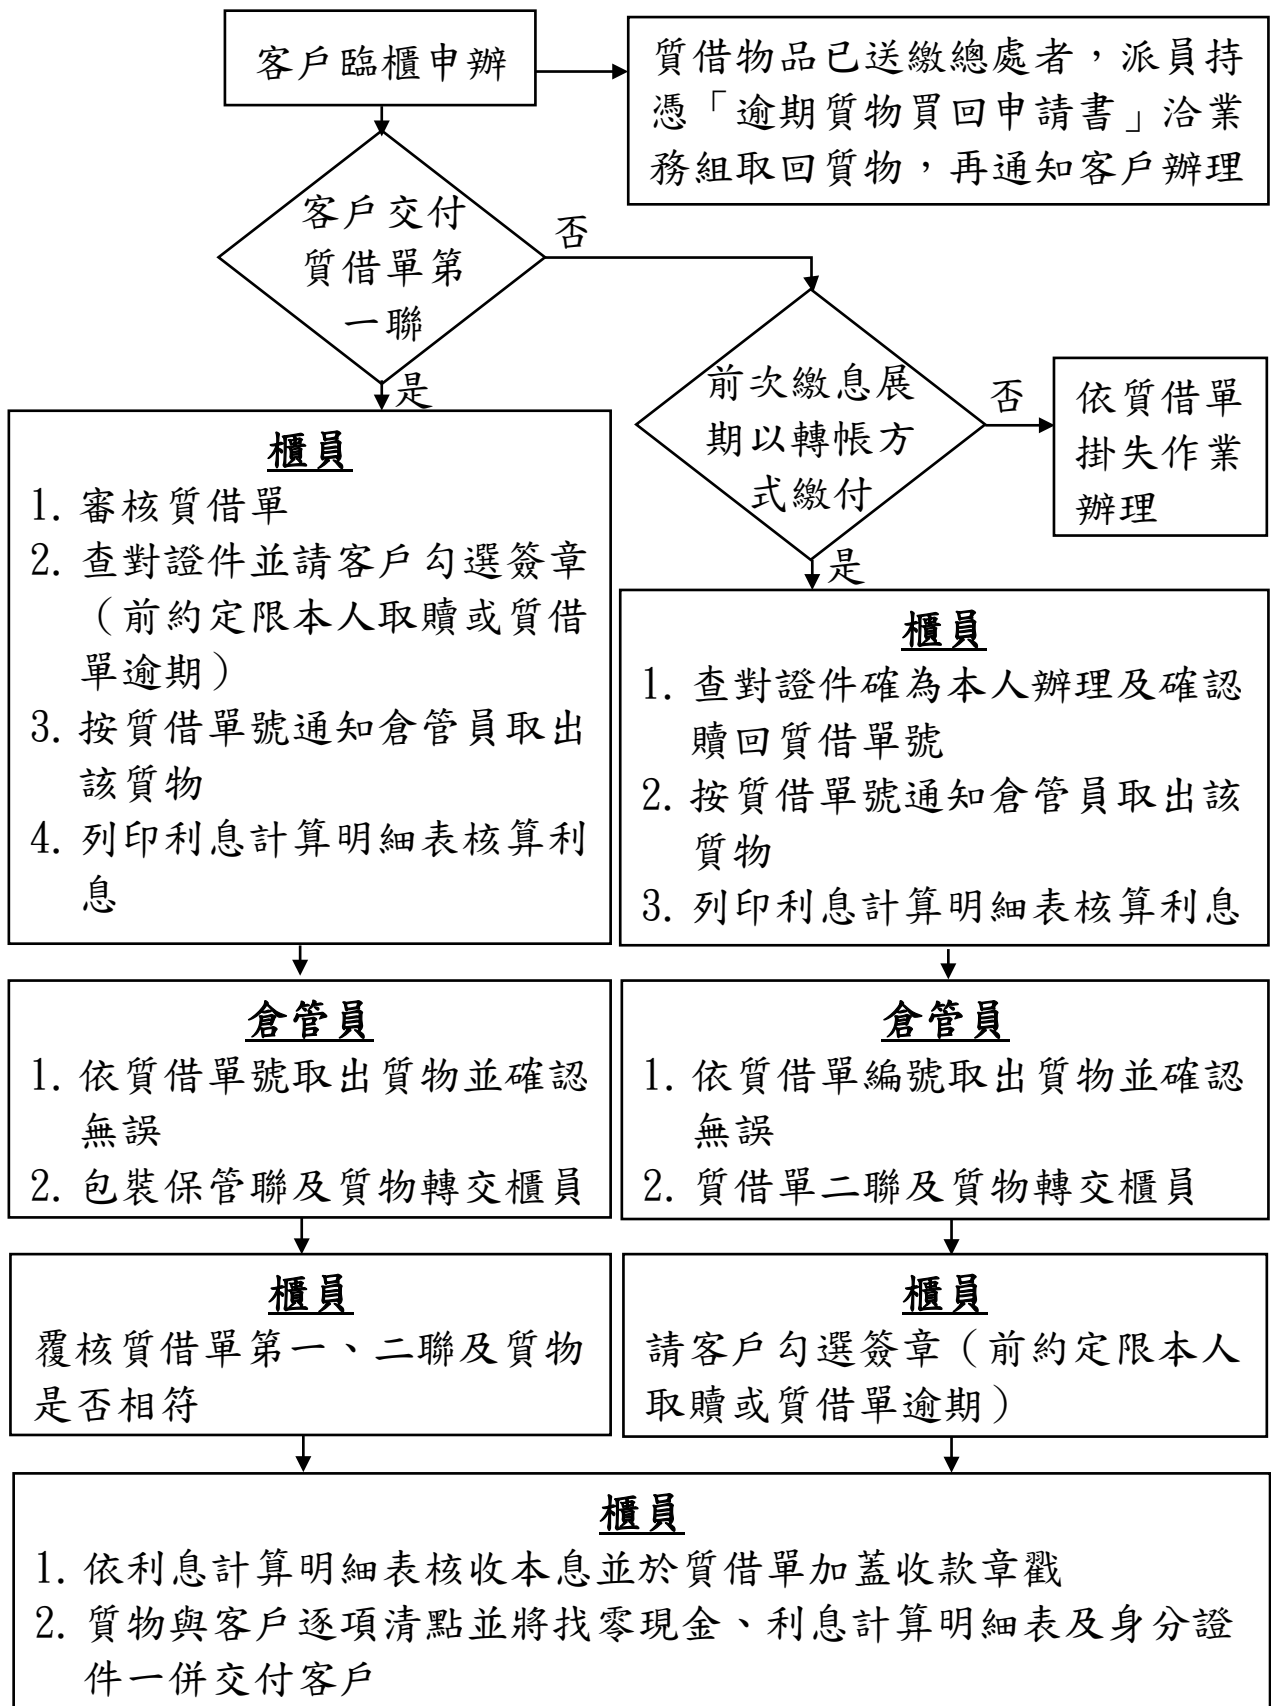 客戶臨櫃申辦
質借物品已送繳總處者，派員持
憑「逾期質物買回申請書」洽業
務組取回質物，再通知客戶辦理
客戶交付
質借單第
一聯
否
是
前次繳息展
期以轉帳方
式繳付
否
是
依質借單
掛失作業
辦理
櫃員
1. 審核質借單
2. 查對證件並請客戶勾選簽章
（前約定限本人取贖或質借
單逾期）
3. 按質借單號通知倉管員取出
該質物
4. 列印利息計算明細表核算利
息
櫃員
1. 查對證件確為本人辦理及確認
贖回質借單號
2. 按質借單號通知倉管員取出該
質物
3. 列印利息計算明細表核算利息
倉管員
1. 依質借單號取出質物並確認
無誤
2. 包裝保管聯及質物轉交櫃員
倉管員
1. 依質借單編號取出質物並確認
無誤
2. 質借單二聯及質物轉交櫃員
櫃員
覆核質借單第一、二聯及質物
是否相符
櫃員
請客戶勾選簽章（前約定限本人
取贖或質借單逾期）
櫃員
1. 依利息計算明細表核收本息並於質借單加蓋收款章戳
2. 質物與客戶逐項清點並將找零現金、利息計算明細表及身分證
件一併交付客戶